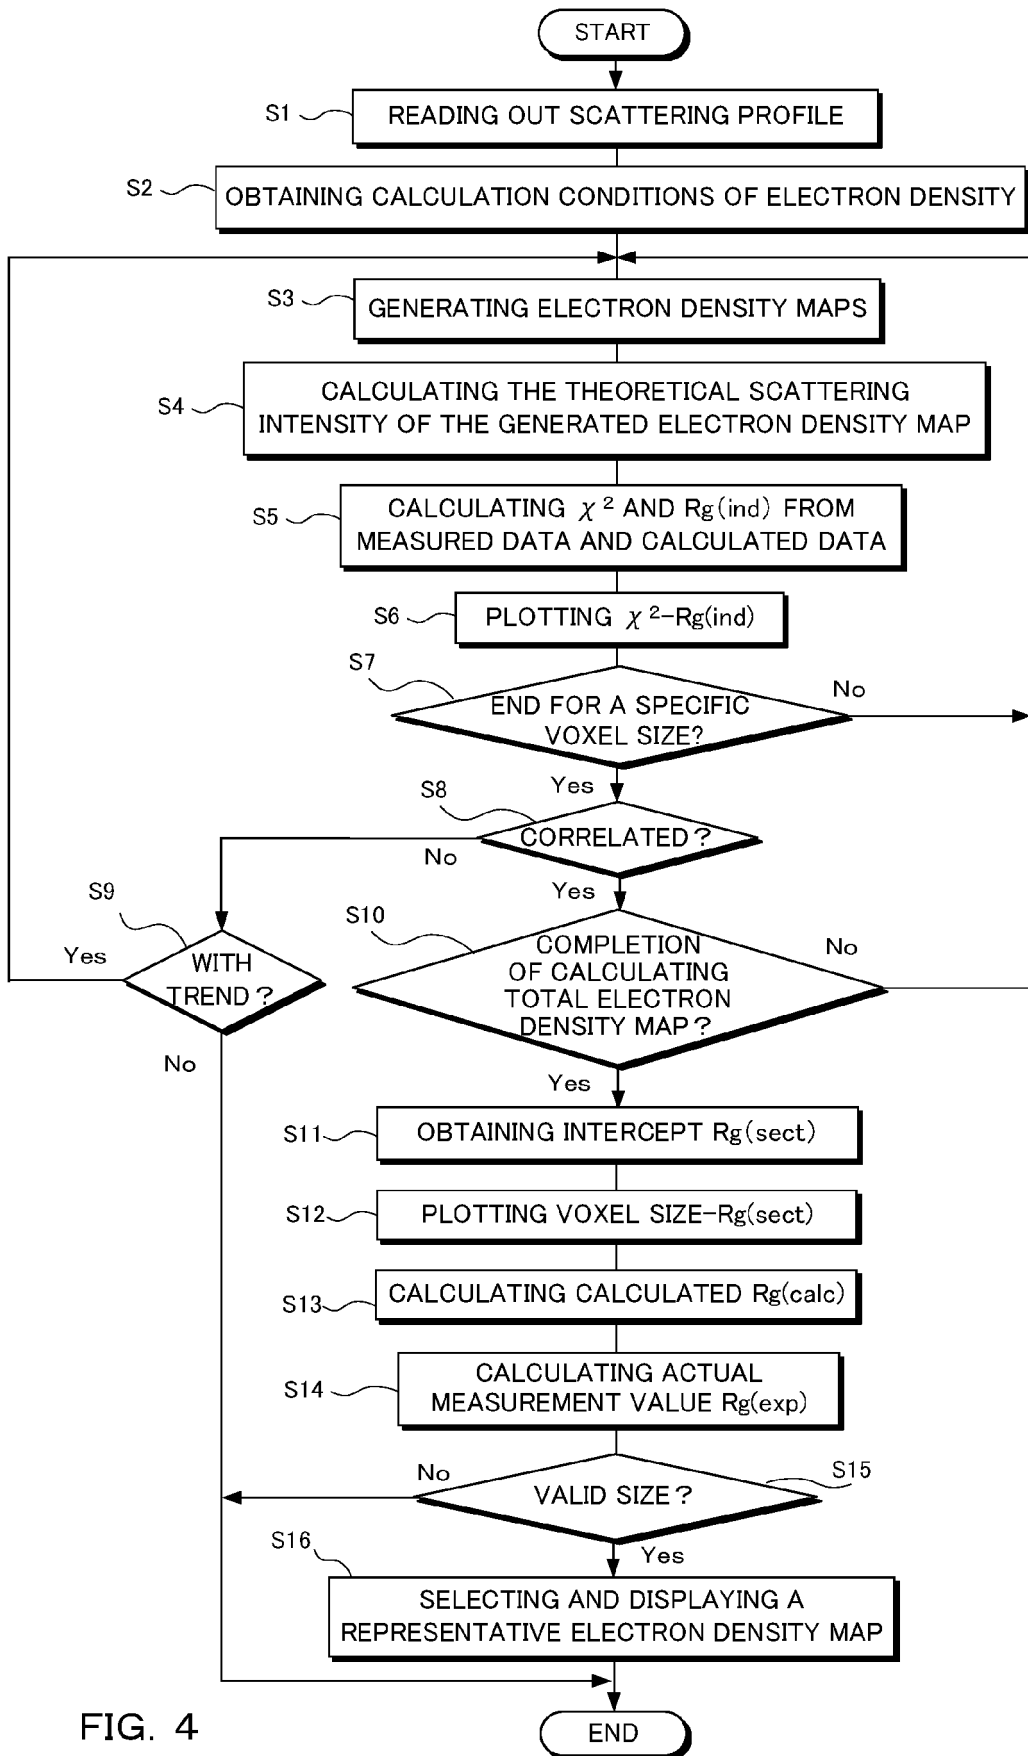 START
S1
READING OUT SCATTERING PROFILE
S2
OBTAINING CALCULATION CONDITIONS OF ELECTRON DENSITY
S3
GENERATING ELECTRON DENSITY MAPS
S4
CALCULATING THE THEORETICAL SCATTERING
INTENSITY OF THE GENERATED ELECTRON DENSITY MAP
S5
CALCULATING χ² AND Rg(ind) FROM
MEASURED DATA AND CALCULATED DATA
S6
PLOTTING χ²-Rg(ind)
S7
END FOR A SPECIFIC
VOXEL SIZE?
No
Yes
S8
CORRELATED?
No
Yes
S9
WITH
TREND?
Yes
No
S10
COMPLETION
OF CALCULATING
TOTAL ELECTRON
DENSITY MAP?
No
Yes
S11
OBTAINING INTERCEPT Rg(sect)
S12
PLOTTING VOXEL SIZE-Rg(sect)
S13
CALCULATING CALCULATED Rg(calc)
S14
CALCULATING ACTUAL
MEASUREMENT VALUE Rg(exp)
S15
VALID SIZE?
No
Yes
S16
SELECTING AND DISPLAYING A
REPRESENTATIVE ELECTRON DENSITY MAP
END
FIG. 4